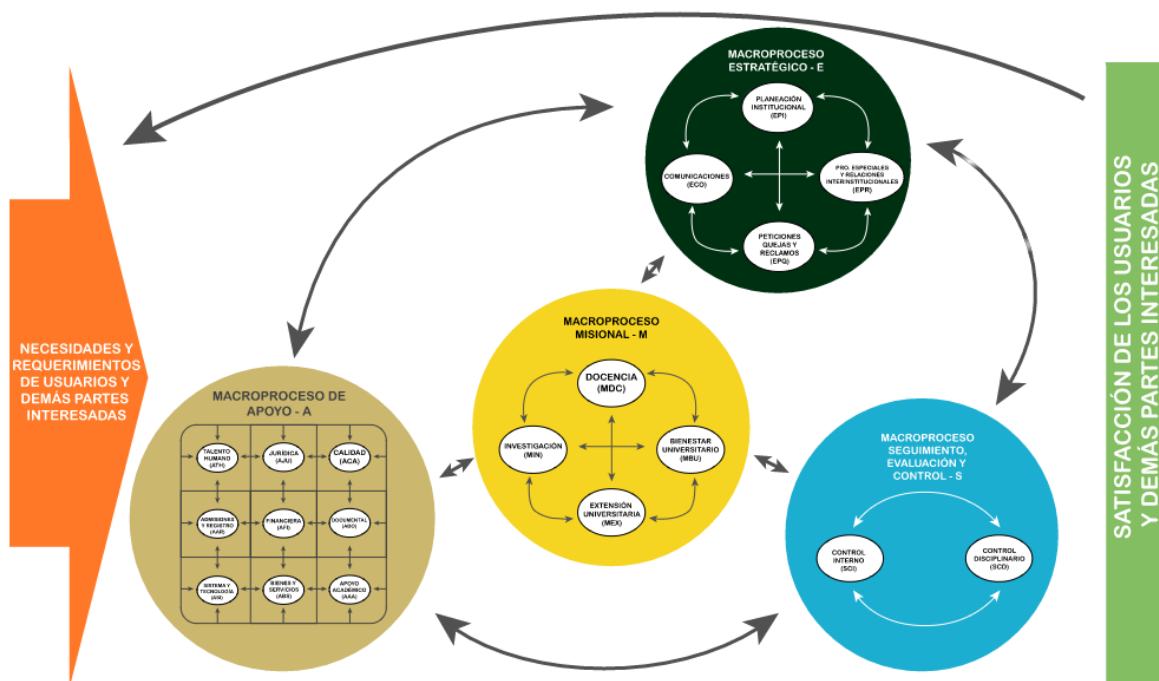 NECESIDADES Y
REQUERIMIENTOS
DE USUARIOS Y
DEMÁS PARTES
INTERESADAS
MACROPROCESO
ESTRATÉGICO - E
PLANEACIÓN
INSTITUCIONAL
(EPI)
COMUNICACIONES
(ECO)
PRO. ESPECIALES
Y RELACIONES
INTERINSTITUCIONALES
(EPR)
PETICIONES
QUEJAS Y
RECLAMOS
(EPQ)
MACROPROCESO
MISIONAL - M
DOCENCIA
(MDC)
INVESTIGACIÓN
(MIN)
BIENESTAR
UNIVERSITARIO
(MBU)
EXTENSIÓN
UNIVERSITARIA
(MEX)
MACROPROCESO DE
APOYO - A
TALENTO
HUMANO
(ATH)
JURÍDICA
(AJU)
CALIDAD
(ACA)
ADMISIONES
Y REGISTRO
(AAR)
FINANCIERA
(AFI)
DOCUMENTAL
(ADO)
SISTEMA Y
TECNOLOGÍA
(ASI)
BIENES Y
SERVICIOS
(ABS)
APOYO
ACADÉMICO
(AAA)
MACROPROCESO
SEGUIMIENTO,
EVALUACIÓN Y
CONTROL - S
CONTROL
INTERNO
(SCI)
CONTROL
DISCIPLINARIO
(SCD)
SATISFACCIÓN DE LOS USUARIOS
Y DEMÁS PARTES INTERESADAS